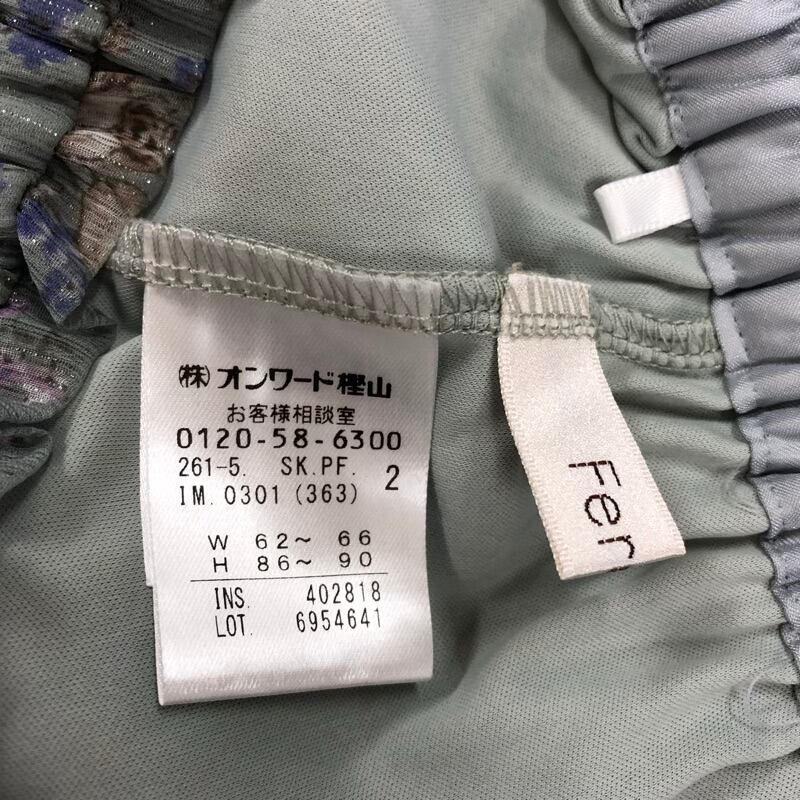 ㈱オンワード樫山
お客様相談室
0120-58-6300
261-5. SK.PF. 2
IM.0301(363)
W 62～ 66
H 86～ 90
INS. 402818
LOT. 6954641
Fer